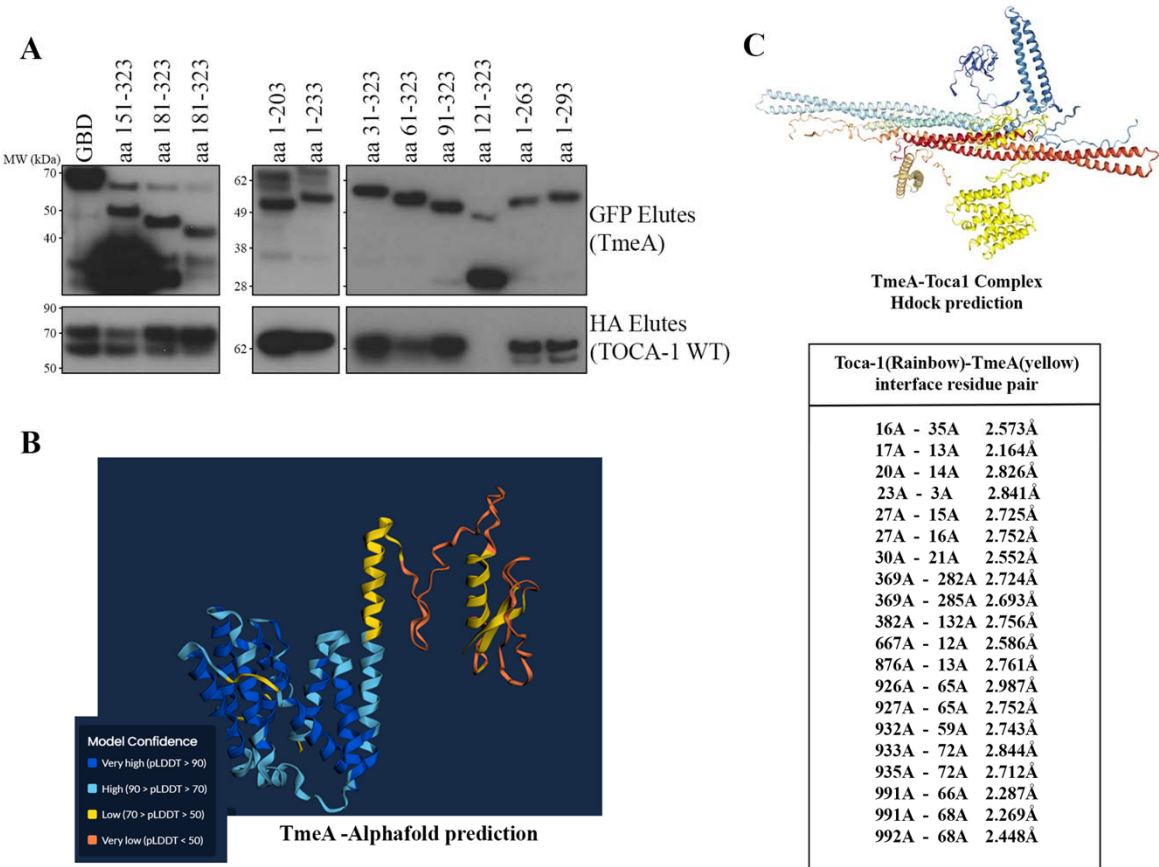 A
GBD
aa 151-323
aa 181-323
aa 181-323
aa 1-203
aa 1-233
aa 31-323
aa 61-323
aa 91-323
aa 121-323
aa 1-263
aa 1-293
MW (kDa)
70
50
40
62
49
38
28
GFP Elutes
(TmeA)
90
70
50
62
HA Elutes
(TOCA-1 WT)
B
Model Confidence
Very high (pLDDT > 90)
High (90 > pLDDT > 70)
Low (70 > pLDDT > 50)
Very low (pLDDT < 50)
TmeA -Alphafold prediction
C
TmeA-Toca1 Complex
Hdock prediction
Toca-1(Rainbow)-TmeA(yellow)
interface residue pair
16A - 35A 2.573Å
17A - 13A 2.164Å
20A - 14A 2.826Å
23A - 3A 2.841Å
27A - 15A 2.725Å
27A - 16A 2.752Å
30A - 21A 2.552Å
369A - 282A 2.724Å
369A - 285A 2.693Å
382A - 132A 2.756Å
667A - 12A 2.586Å
876A - 13A 2.761Å
926A - 65A 2.987Å
927A - 65A 2.752Å
932A - 59A 2.743Å
933A - 72A 2.844Å
935A - 72A 2.712Å
991A - 66A 2.287Å
991A - 68A 2.269Å
992A - 68A 2.448Å